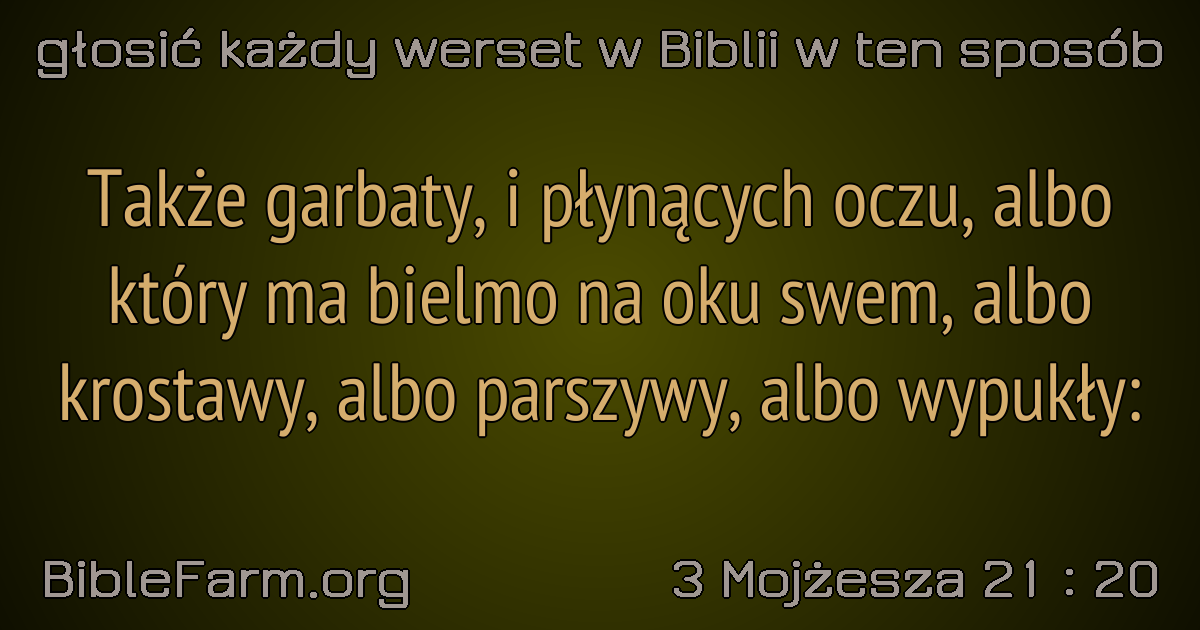 głosić każdy werset w Biblii w ten sposób
Także garbaty, i płynących oczu, albo
który ma bielmo na oku swem, albo
krostawy, albo parszywy, albo wypukły:
BibleFarm.org
3 Mojżesza 21 : 20